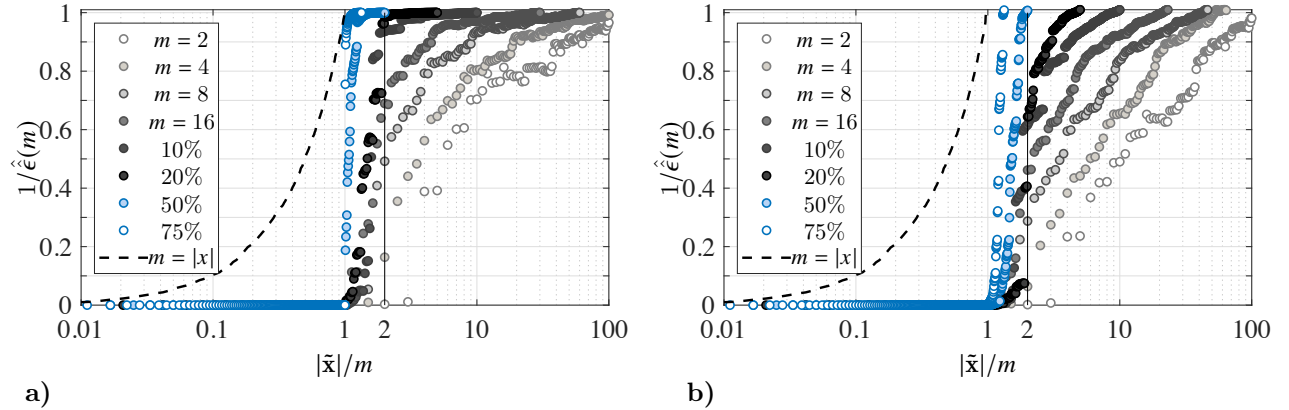 1/ϵ̂(m)
1
0.8
0.6
0.4
0.2
0
m = 2
m = 4
m = 8
m = 16
10%
20%
50%
75%
m = |x|
0.01 0.1 1 2 10 100
|x̃|/m
a)
1/ϵ̂(m)
1
0.8
0.6
0.4
0.2
0
m = 2
m = 4
m = 8
m = 16
10%
20%
50%
75%
m = |x|
0.01 0.1 1 2 10 100
|x̃|/m
b)